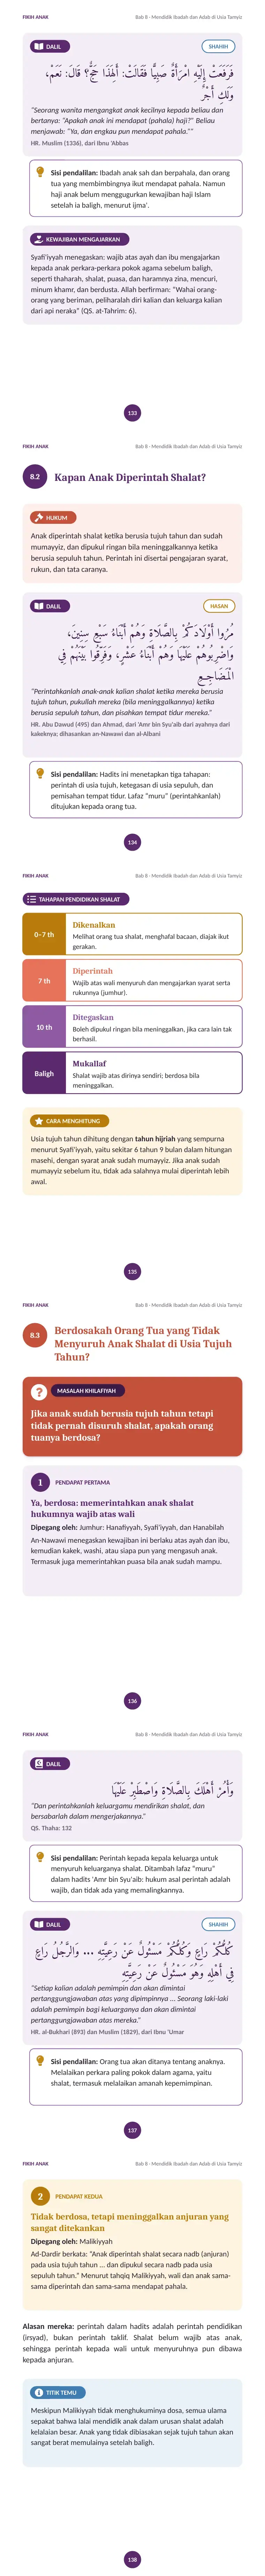 FIKIH ANAK
Bab 8 - Mendidik Ibadah dan Adab di Usia Tamyiz
DALIL
SHAHIH
فَرَفَعَتْ إِلَيْهِ امْرَأَةٌ صَبِيًّا فَقَالَتْ: أَلِهَذَا حَجٌّ؟ قَالَ: نَعَمْ،
وَلَكِ أَجْرٌ
"Seorang wanita mengangkat anak kecilnya kepada beliau dan
bertanya: "Apakah anak ini mendapat (pahala) haji?" Beliau
menjawab: "Ya, dan engkau pun mendapat pahala.""
HR. Muslim (1336), dari Ibnu 'Abbas
Sisi pendalilan: Ibadah anak sah dan berpahala, dan orang
tua yang membimbingnya ikut mendapat pahala. Namun
haji anak belum menggugurkan kewajiban haji Islam
setelah ia baligh, menurut ijma'.
KEWAJIBAN MENGAJARKAN
Syafi'iyyah menegaskan: wajib atas ayah dan ibu mengajarkan
kepada anak perkara-perkara pokok agama sebelum baligh,
seperti thaharah, shalat, puasa, dan haramnya zina, mencuri,
minum khamr, dan berdusta. Allah berfirman: "Wahai orang-
orang yang beriman, peliharalah diri kalian dan keluarga kalian
dari api neraka" (QS. at-Tahrim: 6).
133
FIKIH ANAK
Bab 8 - Mendidik Ibadah dan Adab di Usia Tamyiz
8.2
Kapan Anak Diperintah Shalat?
HUKUM
Anak diperintah shalat ketika berusia tujuh tahun dan sudah
mumayyiz, dan dipukul ringan bila meninggalkannya ketika
berusia sepuluh tahun. Perintah ini disertai pengajaran syarat,
rukun, dan tata caranya.
DALIL
HASAN
مُرُوا أَوْلَادَكُمْ بِالصَّلَاةِ وَهُمْ أَبْنَاءُ سَبْعِ سِنِينَ،
وَاضْرِبُوهُمْ عَلَيْهَا وَهُمْ أَبْنَاءُ عَشْرٍ، وَفَرِّقُوا بَيْنَهُمْ فِي
الْمَضَاجِعِ
"Perintahkanlah anak-anak kalian shalat ketika mereka berusia
tujuh tahun, pukullah mereka (bila meninggalkannya) ketika
berusia sepuluh tahun, dan pisahkan tempat tidur mereka."
HR. Abu Dawud (495) dan Ahmad, dari 'Amr bin Syu'aib dari ayahnya dari
kakeknya; dihasankan an-Nawawi dan al-Albani
Sisi pendalilan: Hadits ini menetapkan tiga tahapan:
perintah di usia tujuh, ketegasan di usia sepuluh, dan
pemisahan tempat tidur. Lafaz "muru" (perintahkanlah)
ditujukan kepada orang tua.
134
FIKIH ANAK
Bab 8 - Mendidik Ibadah dan Adab di Usia Tamyiz
TAHAPAN PENDIDIKAN SHALAT
0–7 th
Dikenalkan
Melihat orang tua shalat, menghafal bacaan, diajak ikut
gerakan.
7 th
Diperintah
Wajib atas wali menyuruh dan mengajarkan syarat serta
rukunnya (jumhur).
10 th
Ditegaskan
Boleh dipukul ringan bila meninggalkan, jika cara lain tak
berhasil.
Baligh
Mukallaf
Shalat wajib atas dirinya sendiri; berdosa bila
meninggalkan.
CARA MENGHITUNG
Usia tujuh tahun dihitung dengan tahun hijriah yang sempurna
menurut Syafi'iyyah, yaitu sekitar 6 tahun 9 bulan dalam hitungan
masehi, dengan syarat anak sudah mumayyiz. Jika anak sudah
mumayyiz sebelum itu, tidak ada salahnya mulai diperintah lebih
awal.
135
FIKIH ANAK
Bab 8 - Mendidik Ibadah dan Adab di Usia Tamyiz
8.3
Berdosakah Orang Tua yang Tidak
Menyuruh Anak Shalat di Usia Tujuh
Tahun?
MASALAH KHILAFIYAH
Jika anak sudah berusia tujuh tahun tetapi
tidak pernah disuruh shalat, apakah orang
tuanya berdosa?
1
PENDAPAT PERTAMA
Ya, berdosa: memerintahkan anak shalat
hukumnya wajib atas wali
Dipegang oleh: Jumhur: Hanafiyyah, Syafi'iyyah, dan Hanabilah
An-Nawawi menegaskan kewajiban ini berlaku atas ayah dan ibu,
kemudian kakek, washi, atau siapa pun yang mengasuh anak.
Termasuk juga memerintahkan puasa bila anak sudah mampu.
136
FIKIH ANAK
Bab 8 - Mendidik Ibadah dan Adab di Usia Tamyiz
DALIL
وَأْمُرْ أَهْلَكَ بِالصَّلَاةِ وَاصْطَبِرْ عَلَيْهَا
"Dan perintahkanlah keluargamu mendirikan shalat, dan
bersabarlah dalam mengerjakannya."
QS. Thaha: 132
Sisi pendalilan: Perintah kepada kepala keluarga untuk
menyuruh keluarganya shalat. Ditambah lafaz "muru"
dalam hadits 'Amr bin Syu'aib: hukum asal perintah adalah
wajib, dan tidak ada yang memalingkannya.
DALIL
SHAHIH
كُلُّكُمْ رَاعٍ وَكُلُّكُمْ مَسْئُولٌ عَنْ رَعِيَّتِهِ ... وَالرَّجُلُ رَاعٍ
فِي أَهْلِهِ وَهُوَ مَسْئُولٌ عَنْ رَعِيَّتِهِ
"Setiap kalian adalah pemimpin dan akan dimintai
pertanggungjawaban atas yang dipimpinnya ... Seorang laki-laki
adalah pemimpin bagi keluarganya dan akan dimintai
pertanggungjawaban atas mereka."
HR. al-Bukhari (893) dan Muslim (1829), dari Ibnu 'Umar
Sisi pendalilan: Orang tua akan ditanya tentang anaknya.
Melalaikan perkara paling pokok dalam agama, yaitu
shalat, termasuk melalaikan amanah kepemimpinan.
137
FIKIH ANAK
Bab 8 - Mendidik Ibadah dan Adab di Usia Tamyiz
2
PENDAPAT KEDUA
Tidak berdosa, tetapi meninggalkan anjuran yang
sangat ditekankan
Dipegang oleh: Malikiyyah
Ad-Dardir berkata: "Anak diperintah shalat secara nadb (anjuran)
pada usia tujuh tahun ... dan dipukul secara nadb pada usia
sepuluh tahun." Menurut tahqiq Malikiyyah, wali dan anak sama-
sama diperintah dan sama-sama mendapat pahala.
Alasan mereka: perintah dalam hadits adalah perintah pendidikan
(irsyad), bukan perintah taklif. Shalat belum wajib atas anak,
sehingga perintah kepada wali untuk menyuruhnya pun dibawa
kepada anjuran.
TITIK TEMU
Meskipun Malikiyyah tidak menghukuminya dosa, semua ulama
sepakat bahwa lalai mendidik anak dalam urusan shalat adalah
kelalaian besar. Anak yang tidak dibiasakan sejak tujuh tahun akan
sangat berat memulainya setelah baligh.
138